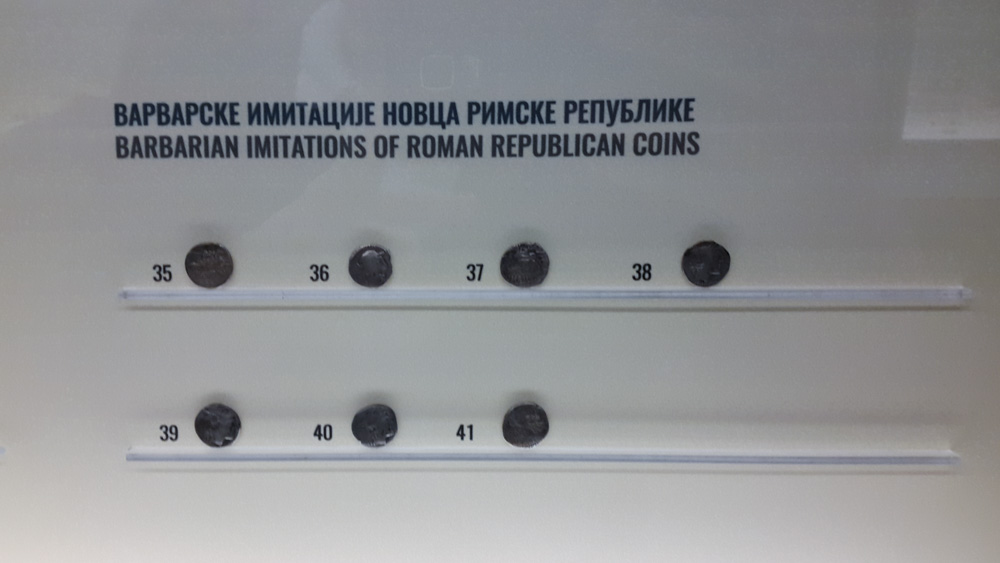 ВАРВАРСКЕ ИМИТАЦИЈЕ НОВЦА РИМСКЕ РЕПУБЛИКЕ
BARBARIAN IMITATIONS OF ROMAN REPUBLICAN COINS
35 36 37 38
39 40 41